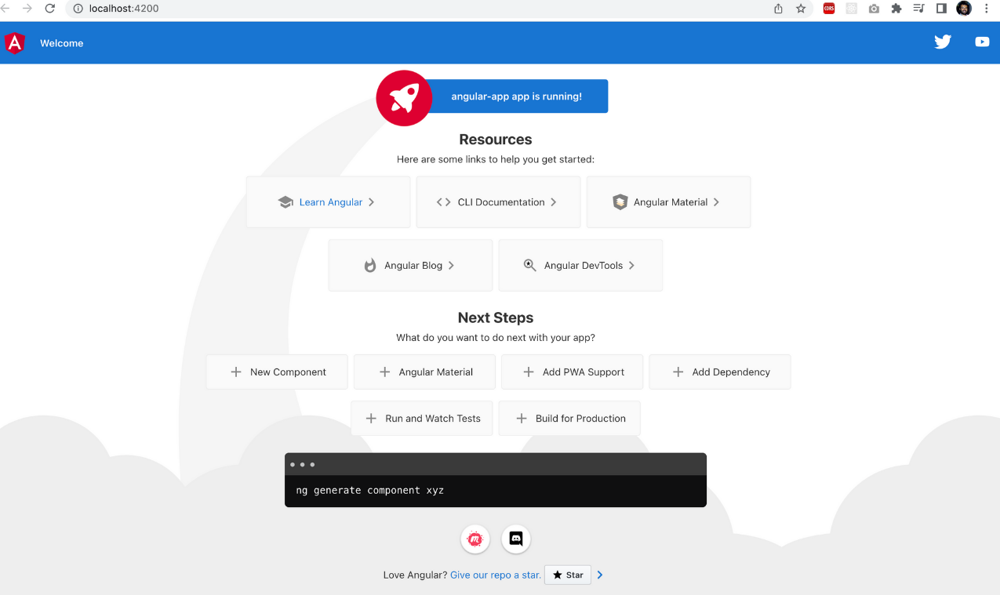 localhost:4200
CORS
A
Welcome
angular-app app is running!
Resources
Here are some links to help you get started:
Learn Angular
CLI Documentation
Angular Material
Angular Blog
Angular DevTools
Next Steps
What do you want to do next with your app?
New Component
Angular Material
Add PWA Support
Add Dependency
Run and Watch Tests
Build for Production
ng generate component xyz
m
Love Angular? Give our repo a star. Star